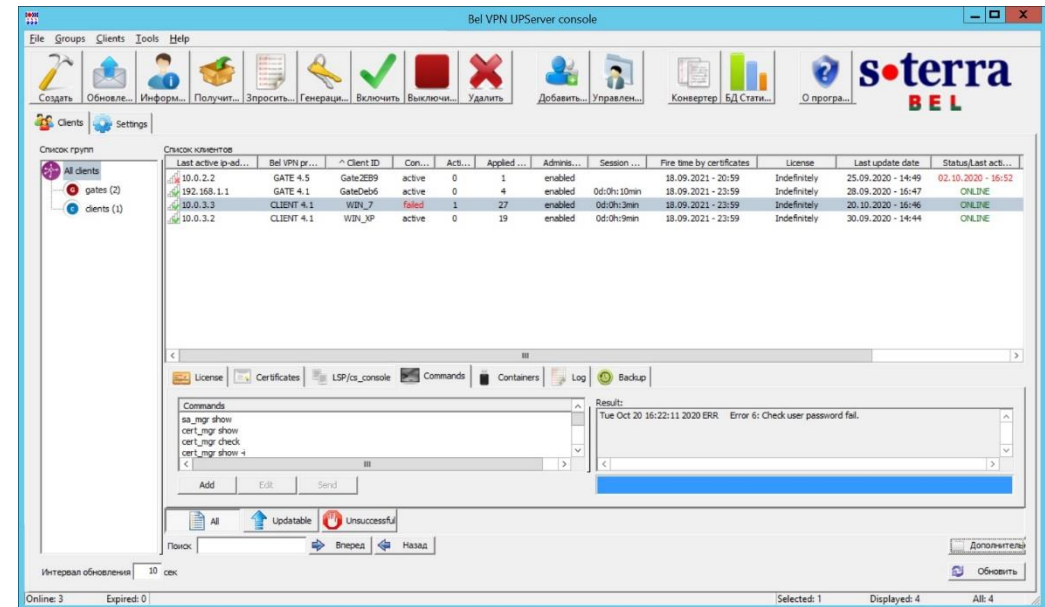 Bel VPN UPServer console
File Groups Clients Tools Help
Создать Обновле... Информ... Получит... Зпросить... Генераци... Включить Выключи... Удалить Добавить... Управлен... Конвертер БД Стати... О програ...
s•terra
BEL
Clients Settings
Список групп
All clients
gates (2)
clients (1)
Список клиентов
Last active ip-ad... Bel VPN pr... ^ Client ID Con... Acti... Applied ... Adminis... Session ... Fire time by certificates License Last update date Status/Last acti...
10.0.2.2 GATE 4.5 Gate2EB9 active 0 1 enabled 18.09.2021 - 20:59 Indefinitely 25.09.2020 - 14:49 02.10.2020 - 16:52
192.168.1.1 GATE 4.1 GateDeb6 active 0 4 enabled 0d:0h:10min 18.09.2021 - 23:59 Indefinitely 28.09.2020 - 16:47 ONLINE
10.0.3.3 CLIENT 4.1 WIN_7 failed 1 27 enabled 0d:0h:3min 18.09.2021 - 23:59 Indefinitely 20.10.2020 - 16:46 ONLINE
10.0.3.2 CLIENT 4.1 WIN_XP active 0 19 enabled 0d:0h:9min 18.09.2021 - 23:59 Indefinitely 30.09.2020 - 14:44 ONLINE
License Certificates LSP/cs_console Commands Containers Log Backup
Commands
sa_mgr show
cert_mgr show
cert_mgr check
cert_mgr show -i
Add Edit Send
Result:
Tue Oct 20 16:22:11 2020 ERR Error 6: Check user password fail.
All Updatable Unsuccessful
Поиск Вперед Назад Дополнитель
Интервал обновления 10 сек Обновить
Online: 3 Expired: 0 Selected: 1 Displayed: 4 All: 4